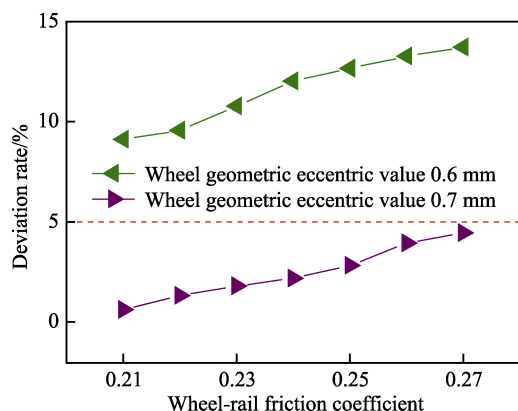 15
10
5
0
Deviation rate/%
Wheel geometric eccentric value 0.6 mm
Wheel geometric eccentric value 0.7 mm
0.21 0.23 0.25 0.27
Wheel-rail friction coefficient